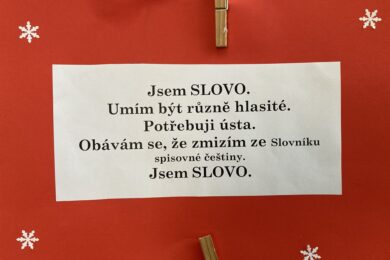 Jsem SLOVO.
Umím být různě hlasité.
Potřebuji ústa.
Obávám se, že zmizím ze Slovníku
spisovné češtiny.
Jsem SLOVO.